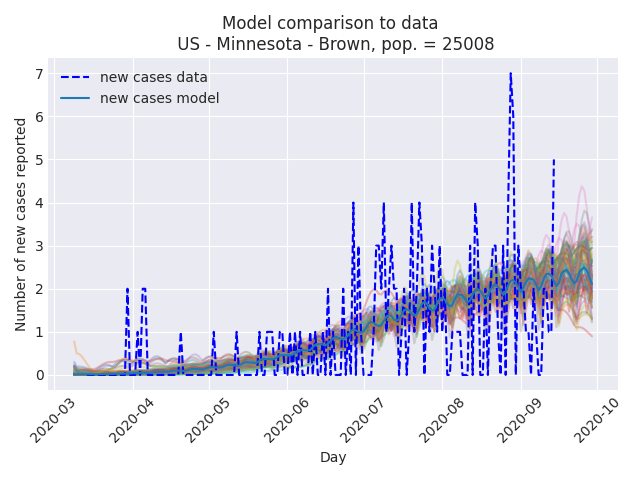 Model comparison to data
US - Minnesota - Brown, pop. = 25008
new cases data
new cases model
Number of new cases reported
7
6
5
4
3
2
1
0
2020-03
2020-04
2020-05
2020-06
2020-07
2020-08
2020-09
2020-10
Day